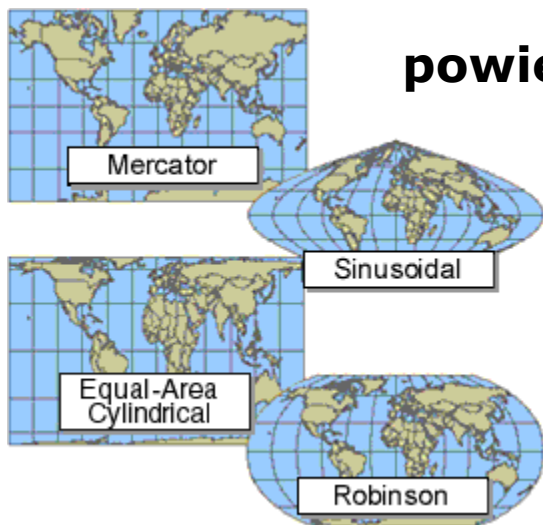 powie
Mercator
Sinusoidal
Equal-Area
Cylindrical
Robinson